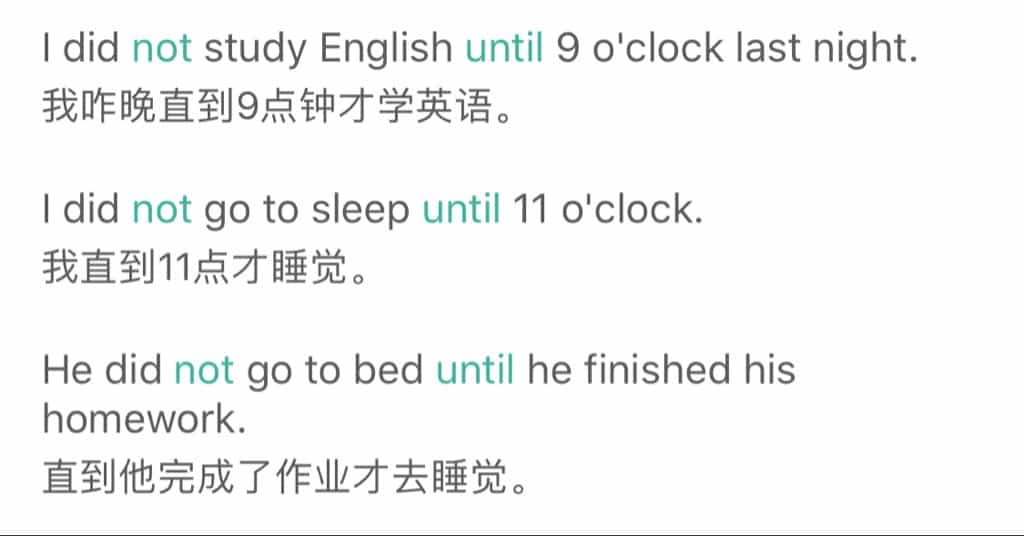 I did not study English until 9 o'clock last night.
我昨晚直到9点钟才学英语。
I did not go to sleep until 11 o'clock.
我直到11点才睡觉。
He did not go to bed until he finished his
homework.
直到他完成了作业才去睡觉。